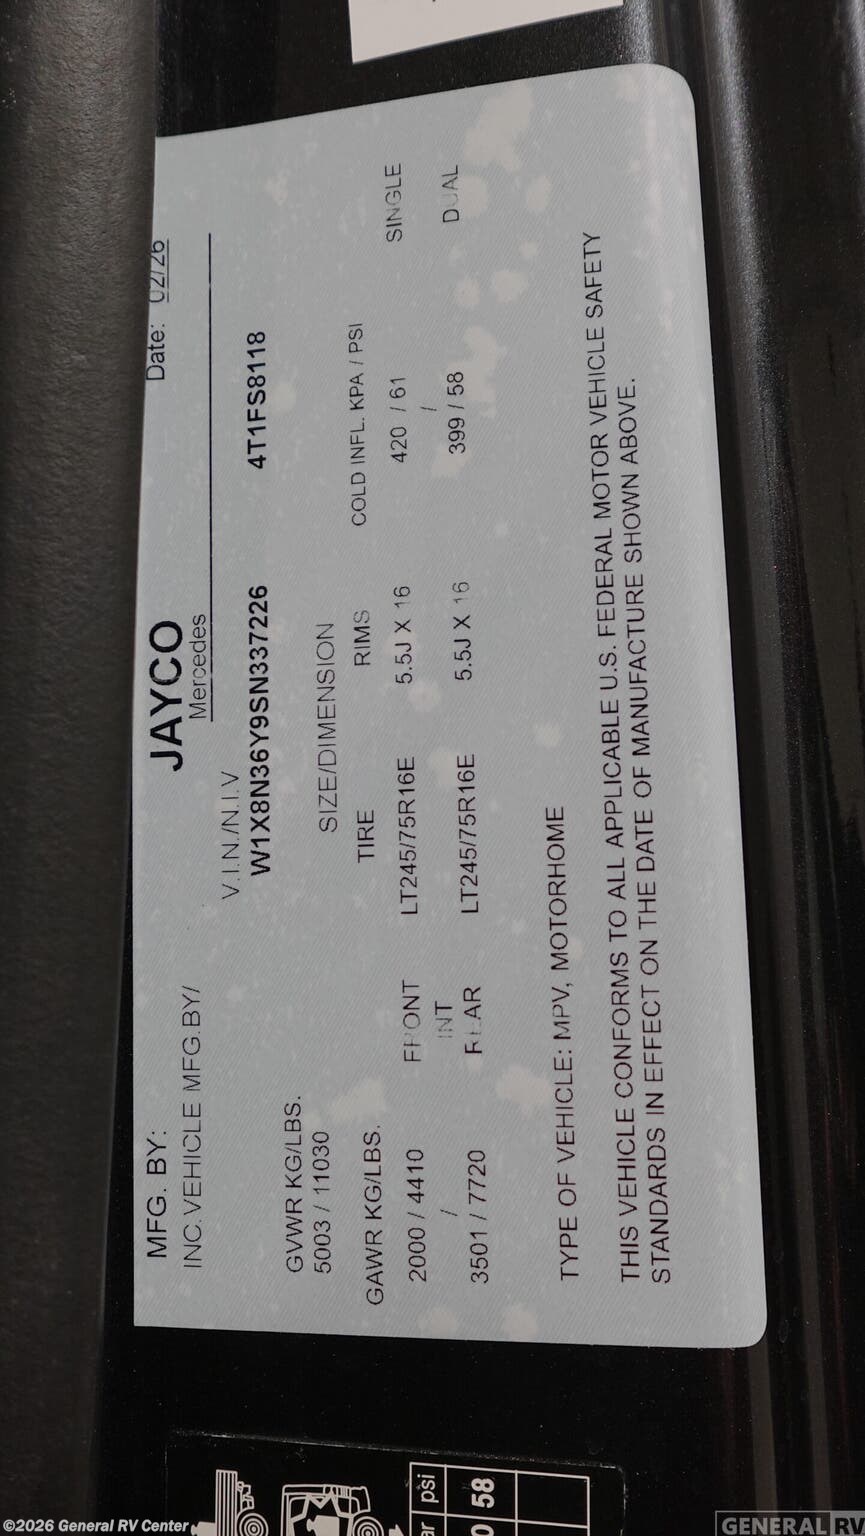 MFG. BY: JAYCO Date: 02/26
INC.VEHICLE MFG.BY/ Mercedes
V.I.N./N.I.V
W1X8N36Y9SN337226 4T1FS8118
GVWR KG/LBS.
5003 / 11030 SIZE/DIMENSION
GAWR KG/LBS. TIRE RIMS COLD INFL. KPA / PSI
2000 / 4410 FRONT LT245/75R16E 5.5J X 16 420 / 61 SINGLE
/ INT /
3501 / 7720 REAR LT245/75R16E 5.5J X 16 399 / 58 DUAL
TYPE OF VEHICLE: MPV, MOTORHOME
THIS VEHICLE CONFORMS TO ALL APPLICABLE U.S. FEDERAL MOTOR VEHICLE SAFETY
STANDARDS IN EFFECT ON THE DATE OF MANUFACTURE SHOWN ABOVE.
psi
58
©2026 General RV Center
GENERAL RV